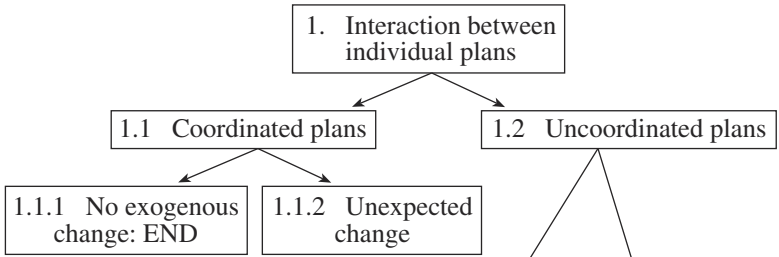 1. Interaction between
individual plans
1.1 Coordinated plans
1.2 Uncoordinated plans
1.1.1 No exogenous
change: END
1.1.2 Unexpected
change